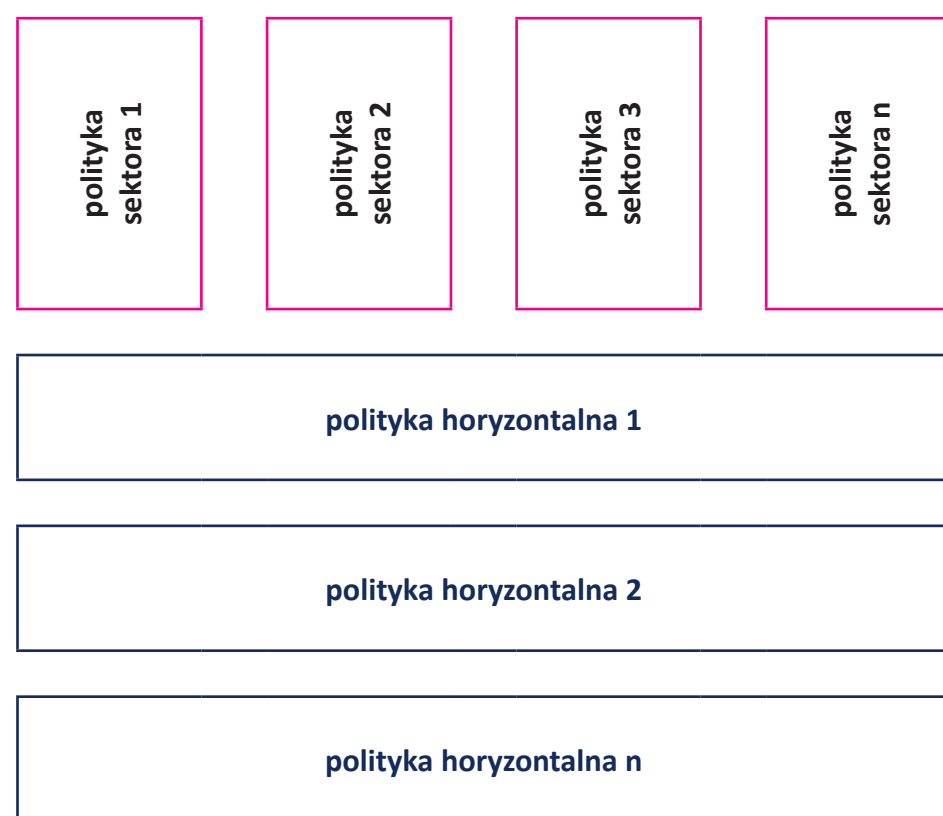 polityka
sektora 1
polityka
sektora 2
polityka
sektora 3
polityka
sektora n
polityka horyzontalna 1
polityka horyzontalna 2
polityka horyzontalna n